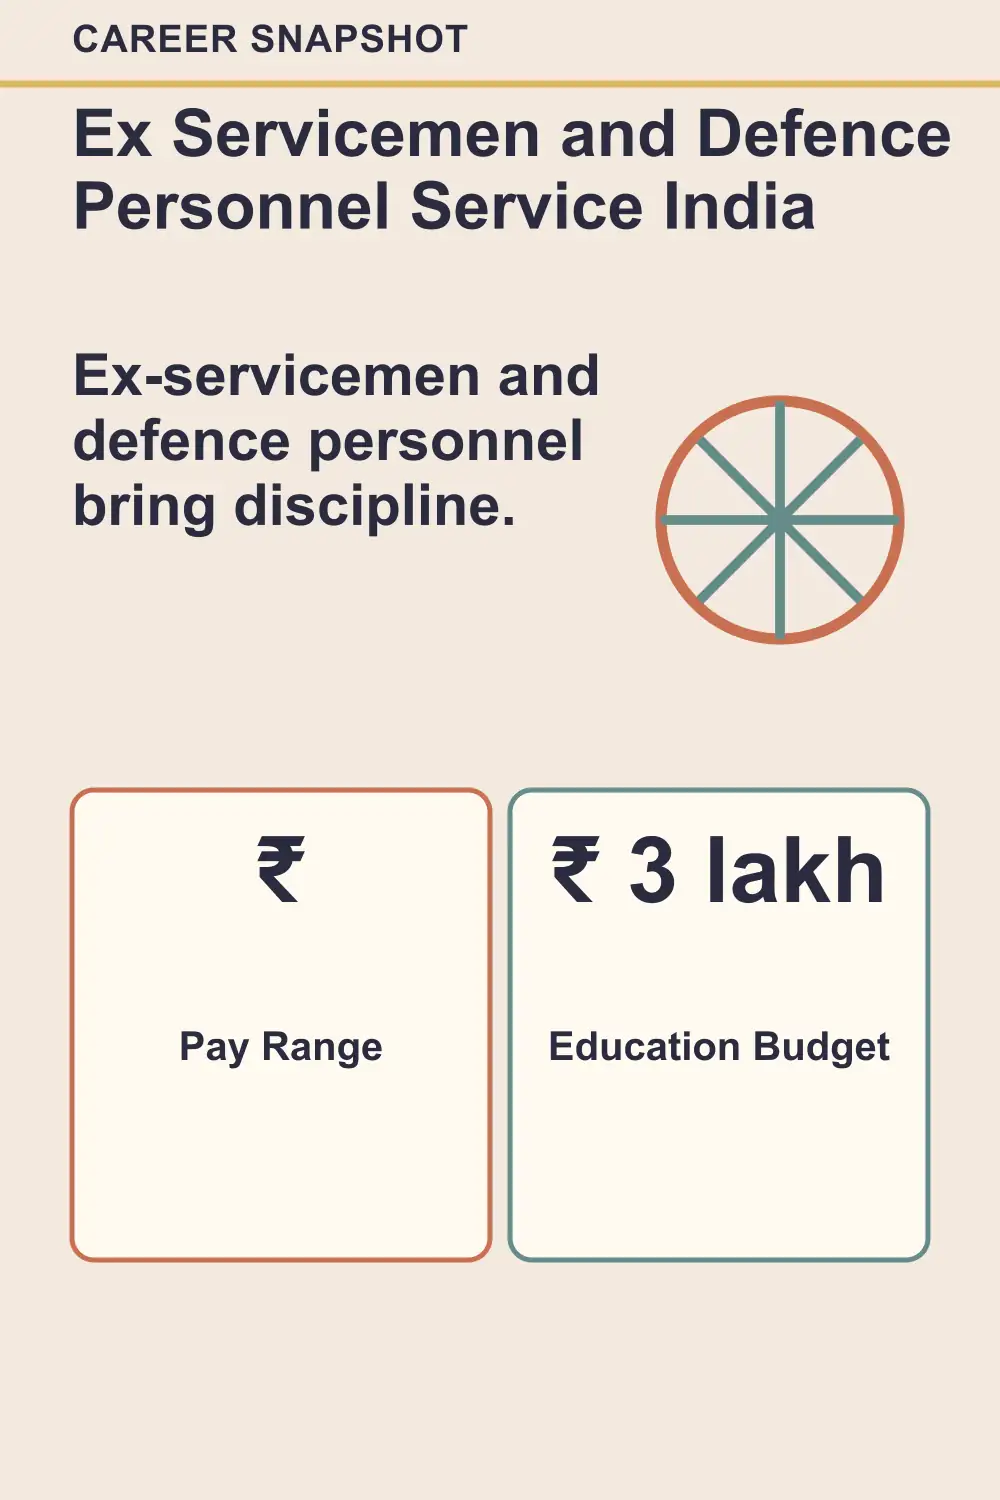 CAREER SNAPSHOT
Ex Servicemen and Defence
Personnel Service India
Ex-servicemen and
defence personnel
bring discipline.
₹
Pay Range
₹ 3 lakh
Education Budget